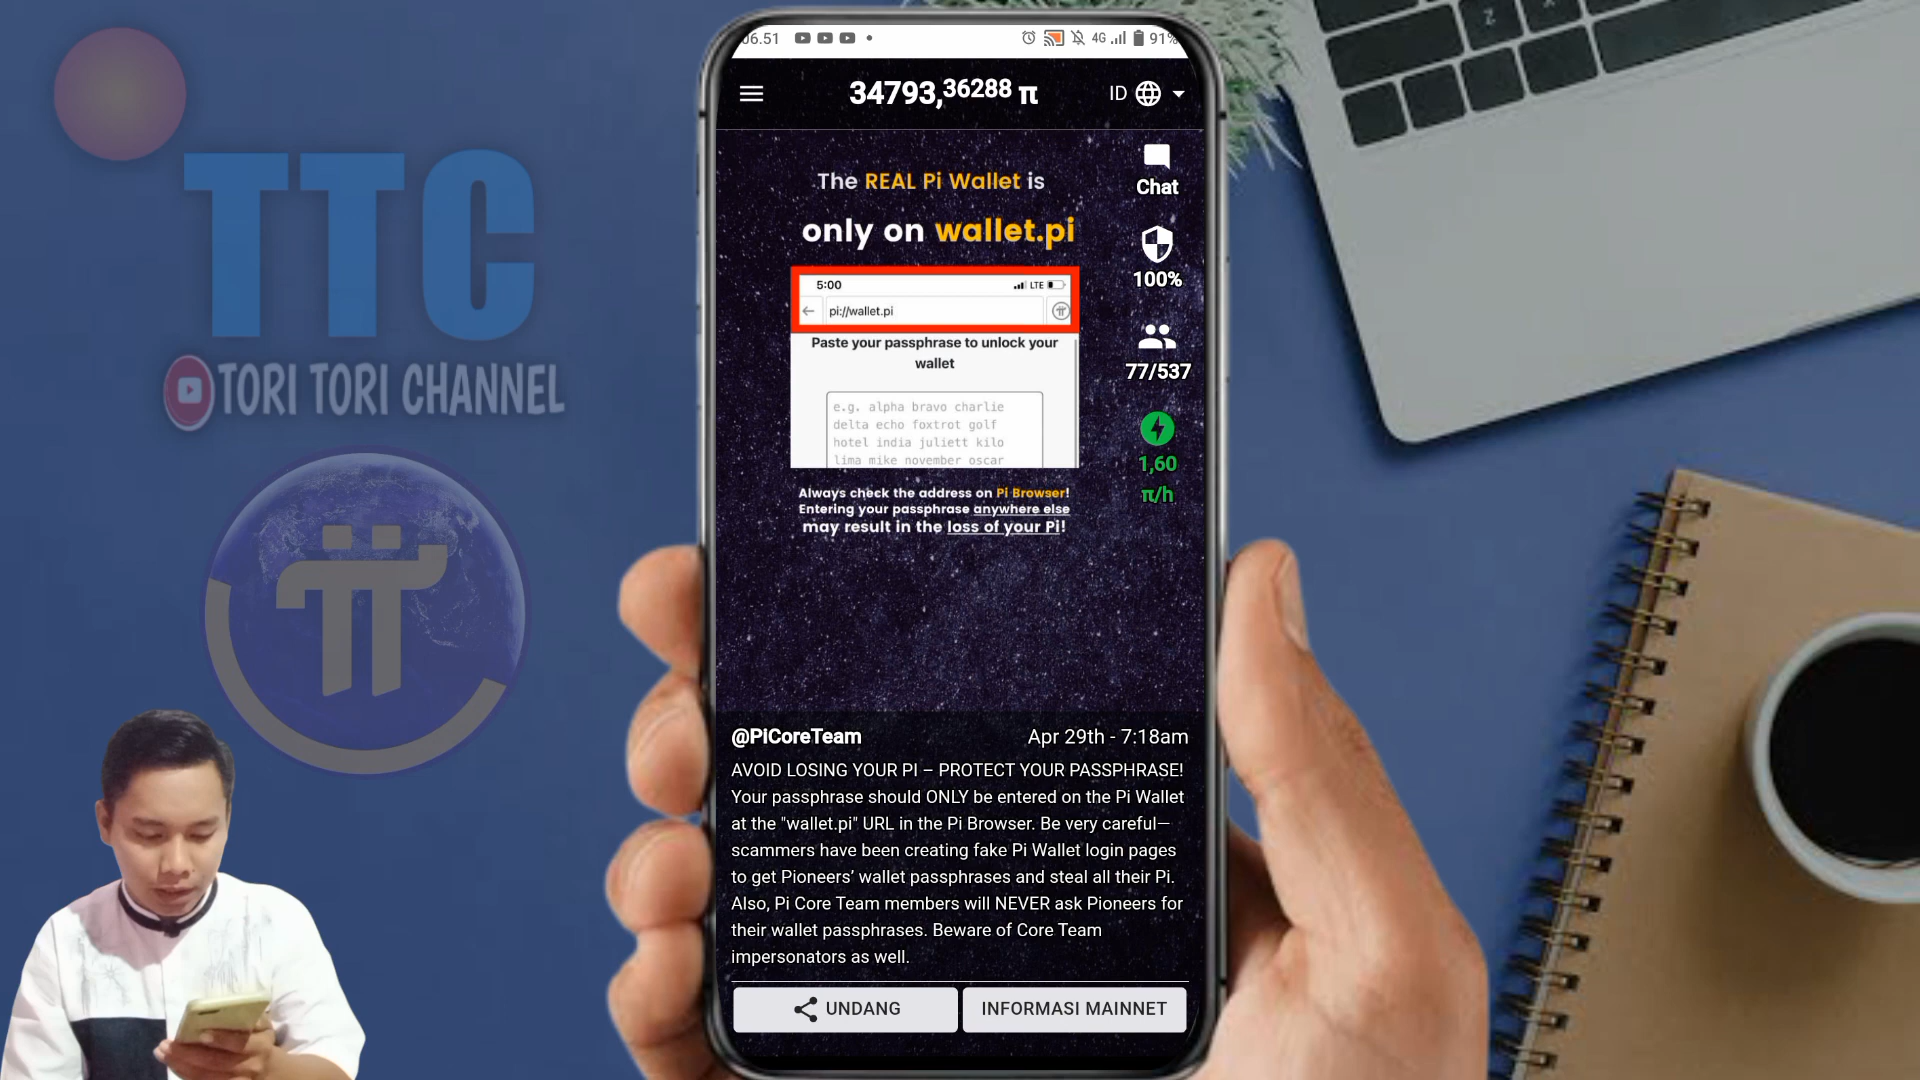 TTC
TORI TORI CHANNEL
06.51
4G
91%
34793,36288 π
ID
The REAL Pi Wallet is
only on wallet.pi
5:00
LTE
pi://wallet.pi
Paste your passphrase to unlock your
wallet
e.g. alpha bravo charlie
delta echo foxtrot golf
hotel india juliett kilo
lima mike november oscar
Always check the address on Pi Browser!
Entering your passphrase anywhere else
may result in the loss of your Pi!
Chat
100%
77/537
1,60
π/h
@PiCoreTeam
Apr 29th - 7:18am
AVOID LOSING YOUR PI – PROTECT YOUR PASSPHRASE!
Your passphrase should ONLY be entered on the Pi Wallet
at the "wallet.pi" URL in the Pi Browser. Be very careful—
scammers have been creating fake Pi Wallet login pages
to get Pioneers’ wallet passphrases and steal all their Pi.
Also, Pi Core Team members will NEVER ask Pioneers for
their wallet passphrases. Beware of Core Team
impersonators as well.
UNDANG
INFORMASI MAINNET
Z